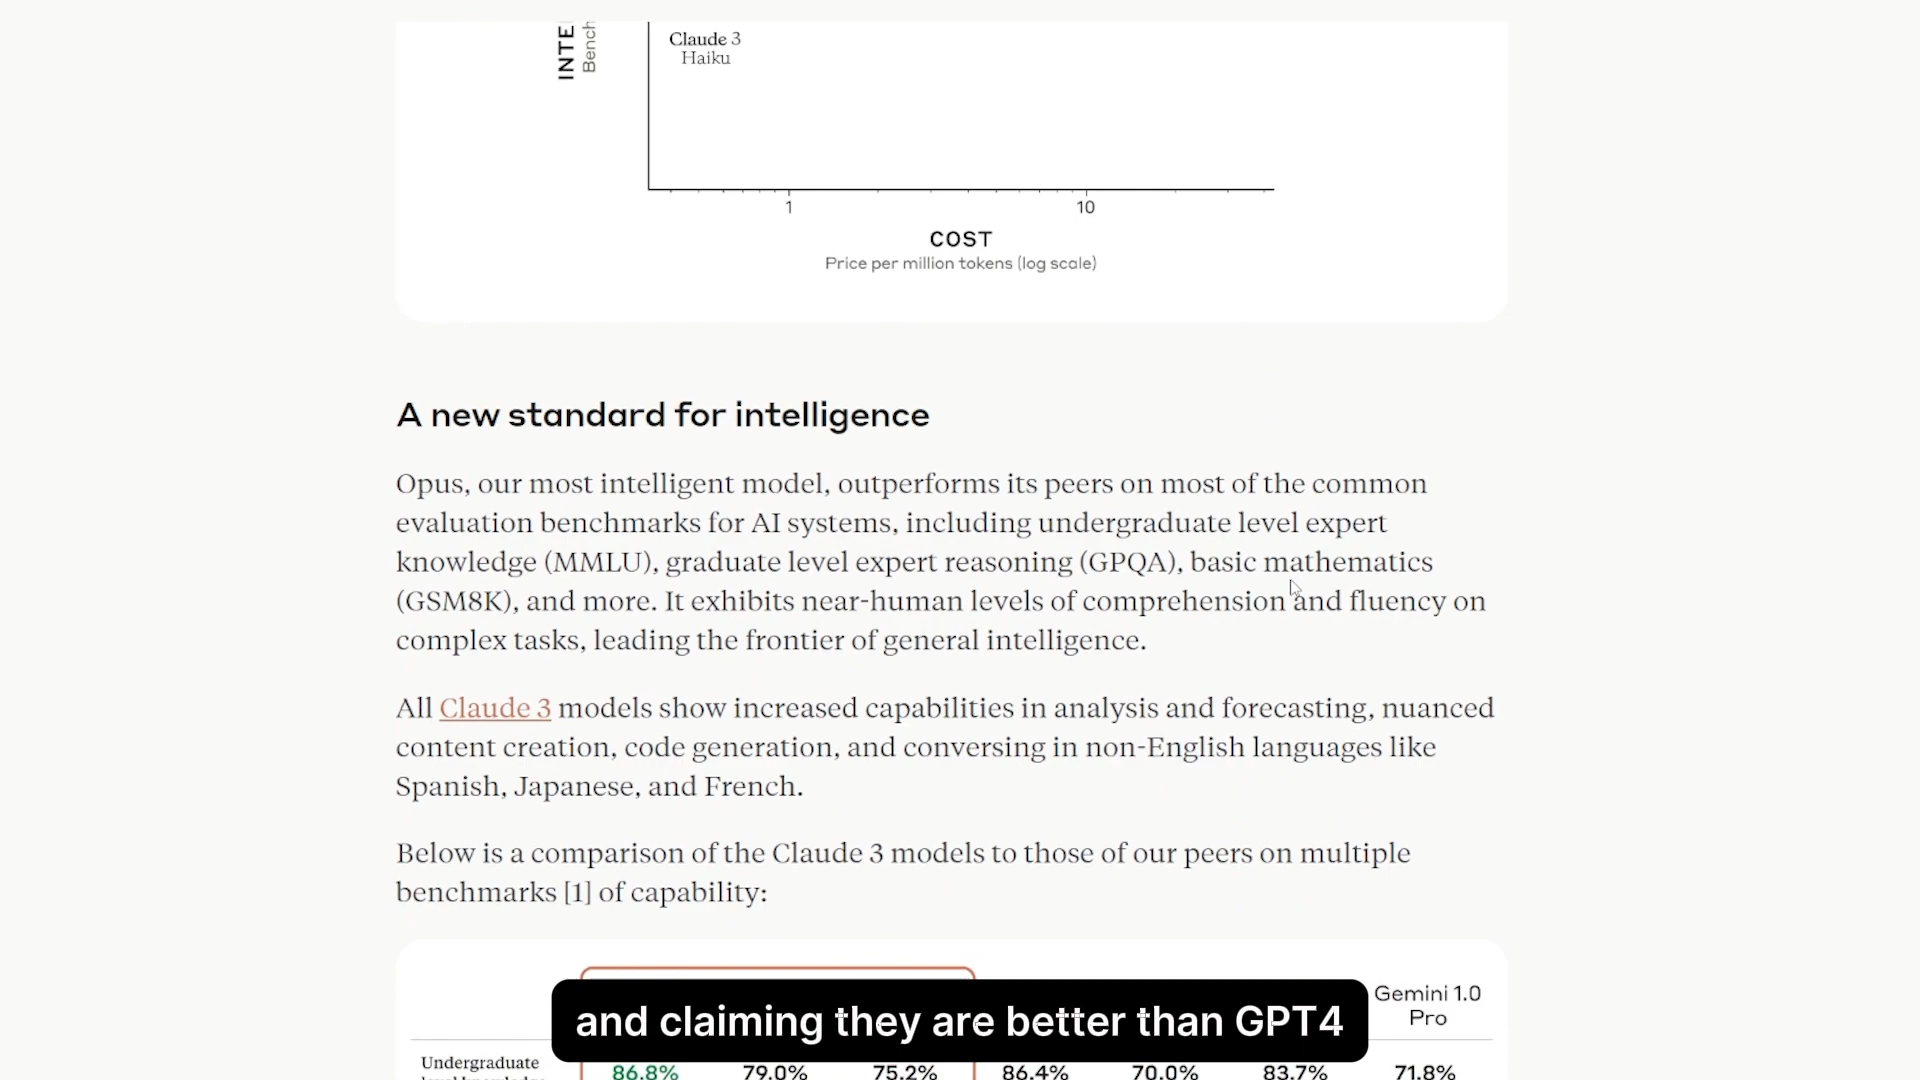 INTE
Bench
Claude 3
Haiku
1 10
COST
Price per million tokens (log scale)
A new standard for intelligence
Opus, our most intelligent model, outperforms its peers on most of the common
evaluation benchmarks for AI systems, including undergraduate level expert
knowledge (MMLU), graduate level expert reasoning (GPQA), basic mathematics
(GSM8K), and more. It exhibits near-human levels of comprehension and fluency on
complex tasks, leading the frontier of general intelligence.
All Claude 3 models show increased capabilities in analysis and forecasting, nuanced
content creation, code generation, and conversing in non-English languages like
Spanish, Japanese, and French.
Below is a comparison of the Claude 3 models to those of our peers on multiple
benchmarks [1] of capability:
Gemini 1.0
Pro
and claiming they are better than GPT4
Undergraduate
86.8% 79.0% 75.2% 86.4% 70.0% 83.7% 71.8%